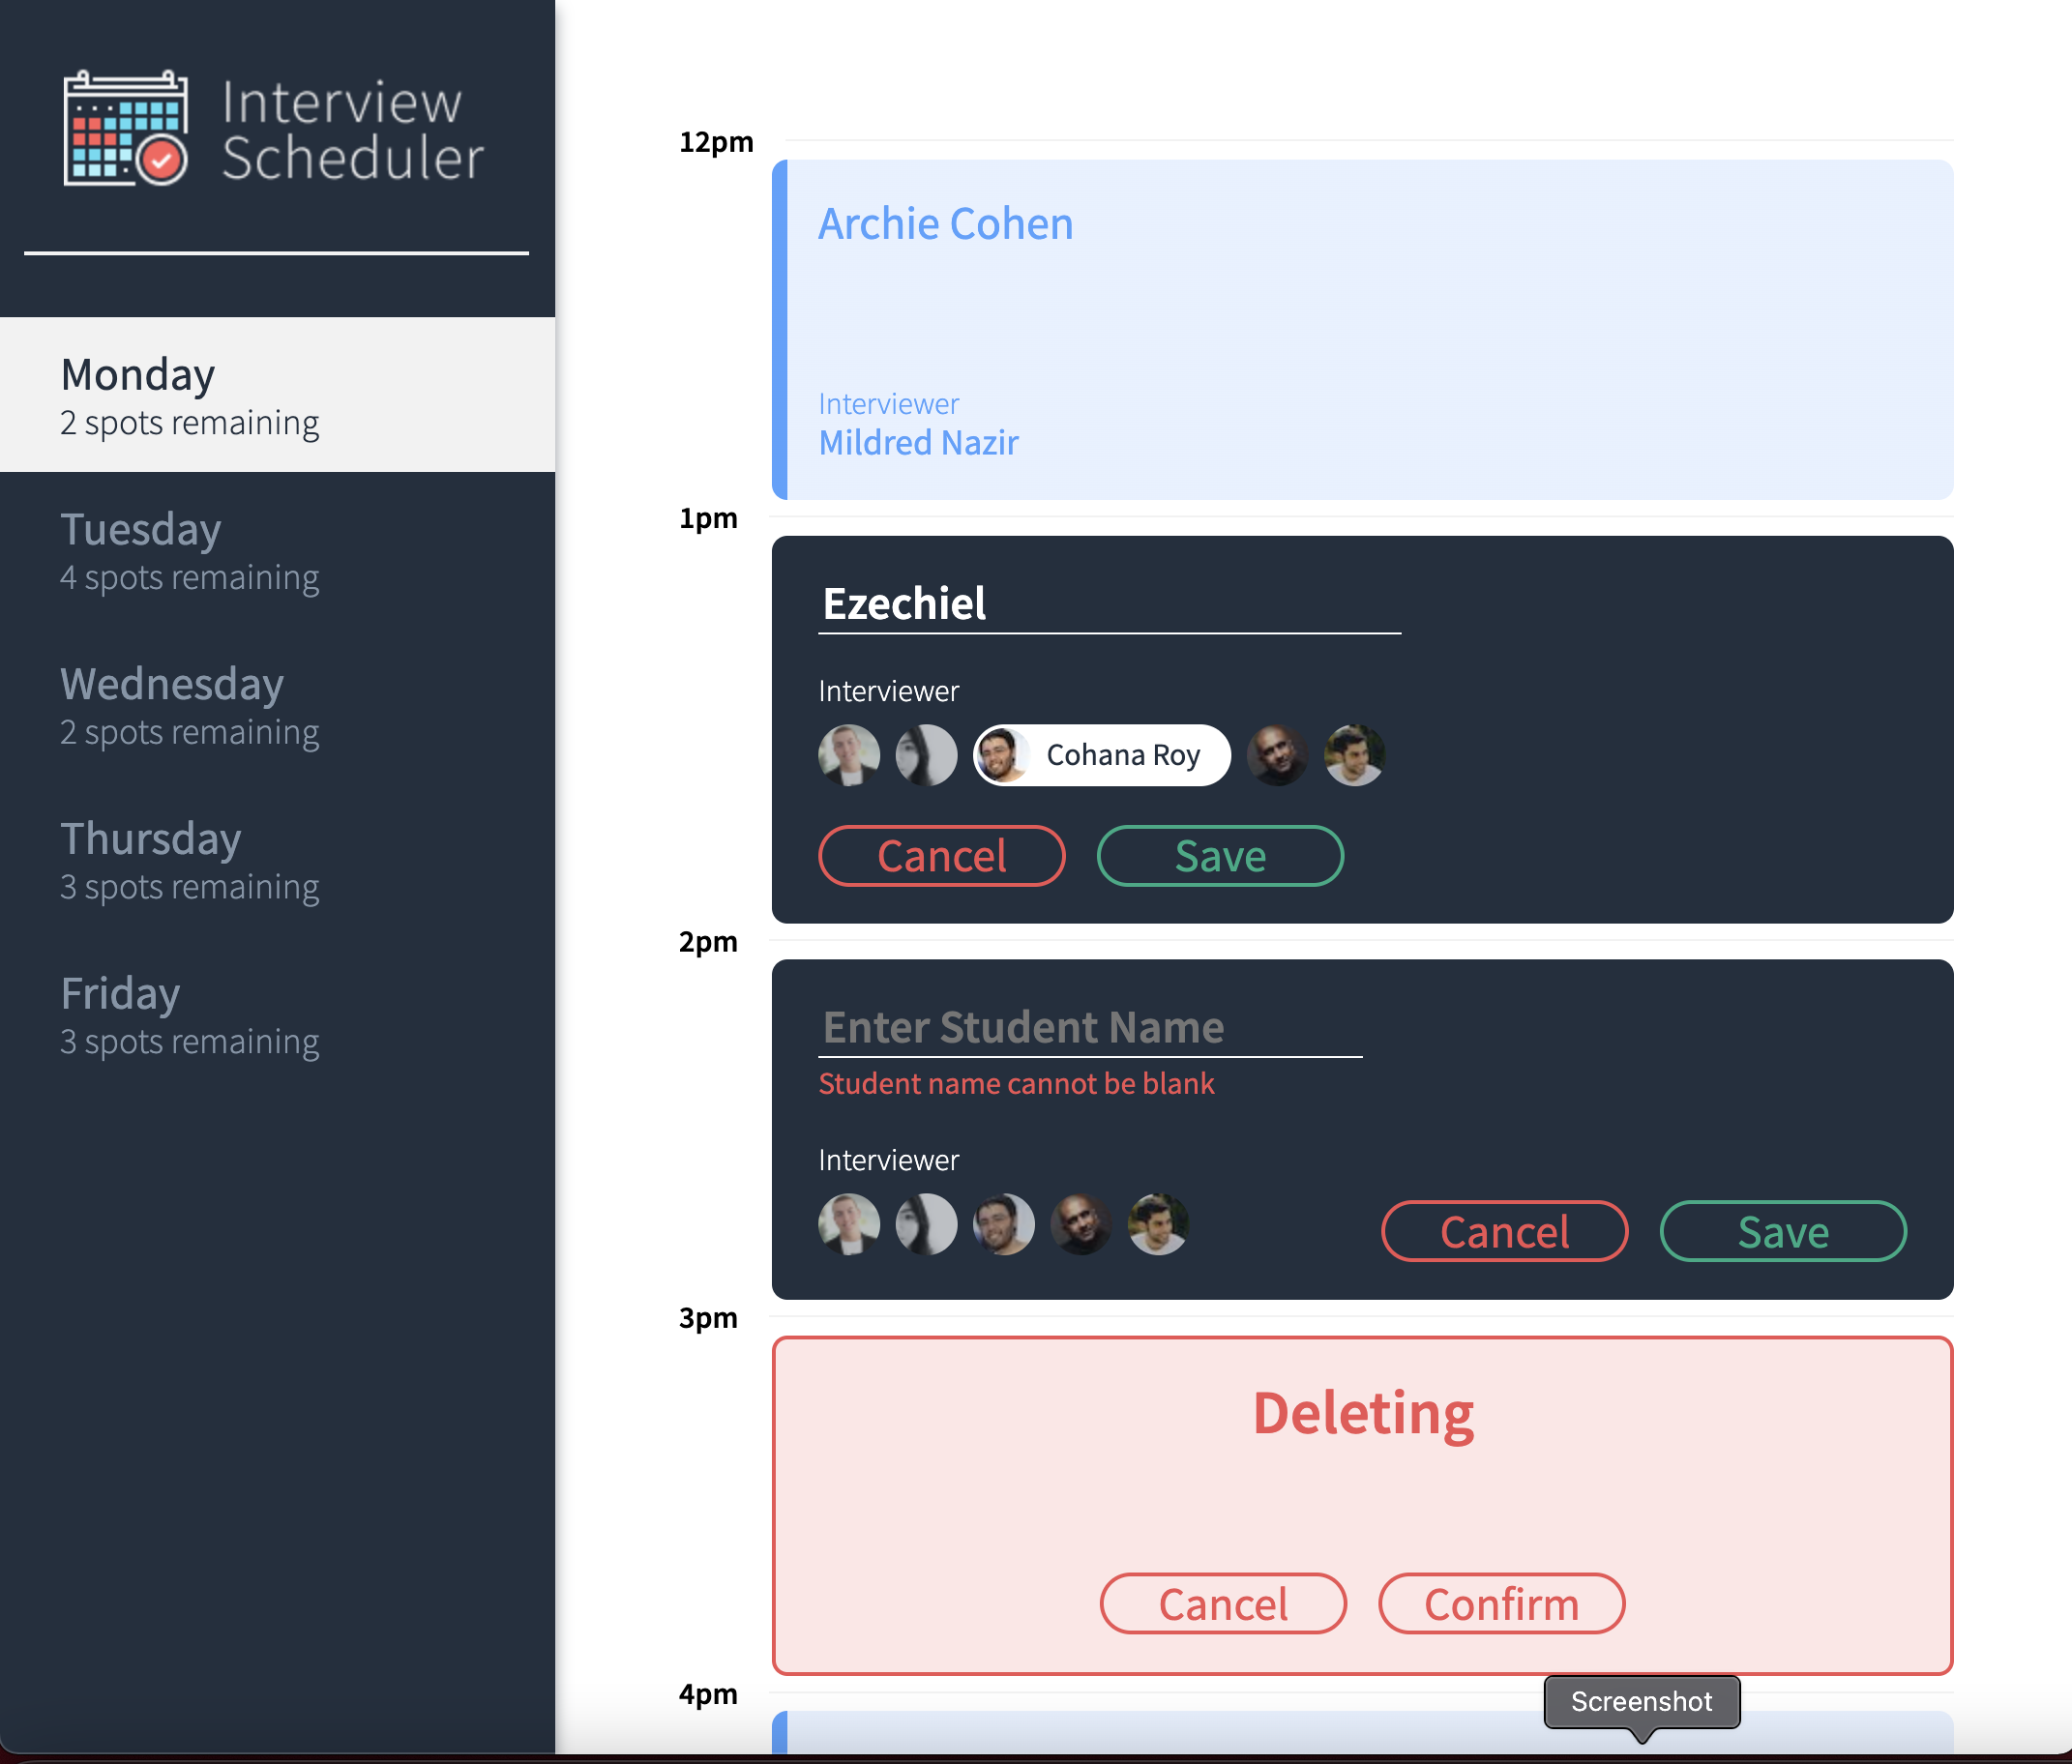 Interview
Scheduler
Monday
2 spots remaining
Tuesday
4 spots remaining
Wednesday
2 spots remaining
Thursday
3 spots remaining
Friday
3 spots remaining
12pm
Archie Cohen
Interviewer
Mildred Nazir
1pm
Ezechiel
Interviewer
Cohana Roy
Cancel Save
2pm
Enter Student Name
Student name cannot be blank
Interviewer
Cancel Save
3pm
Deleting
Cancel Confirm
4pm
Screenshot